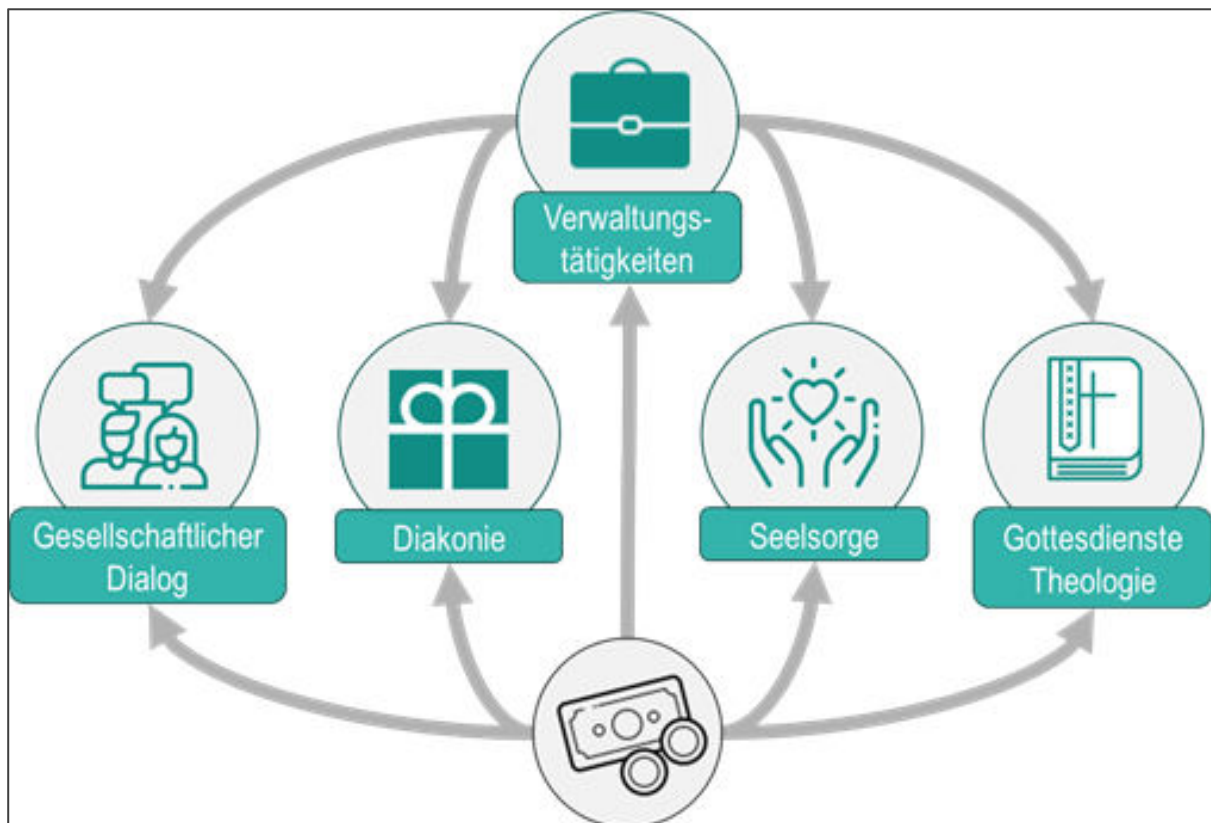 Verwaltungs-
tätigkeiten
Gesellschaftlicher
Dialog
Diakonie
Seelsorge
Gottesdienste
Theologie